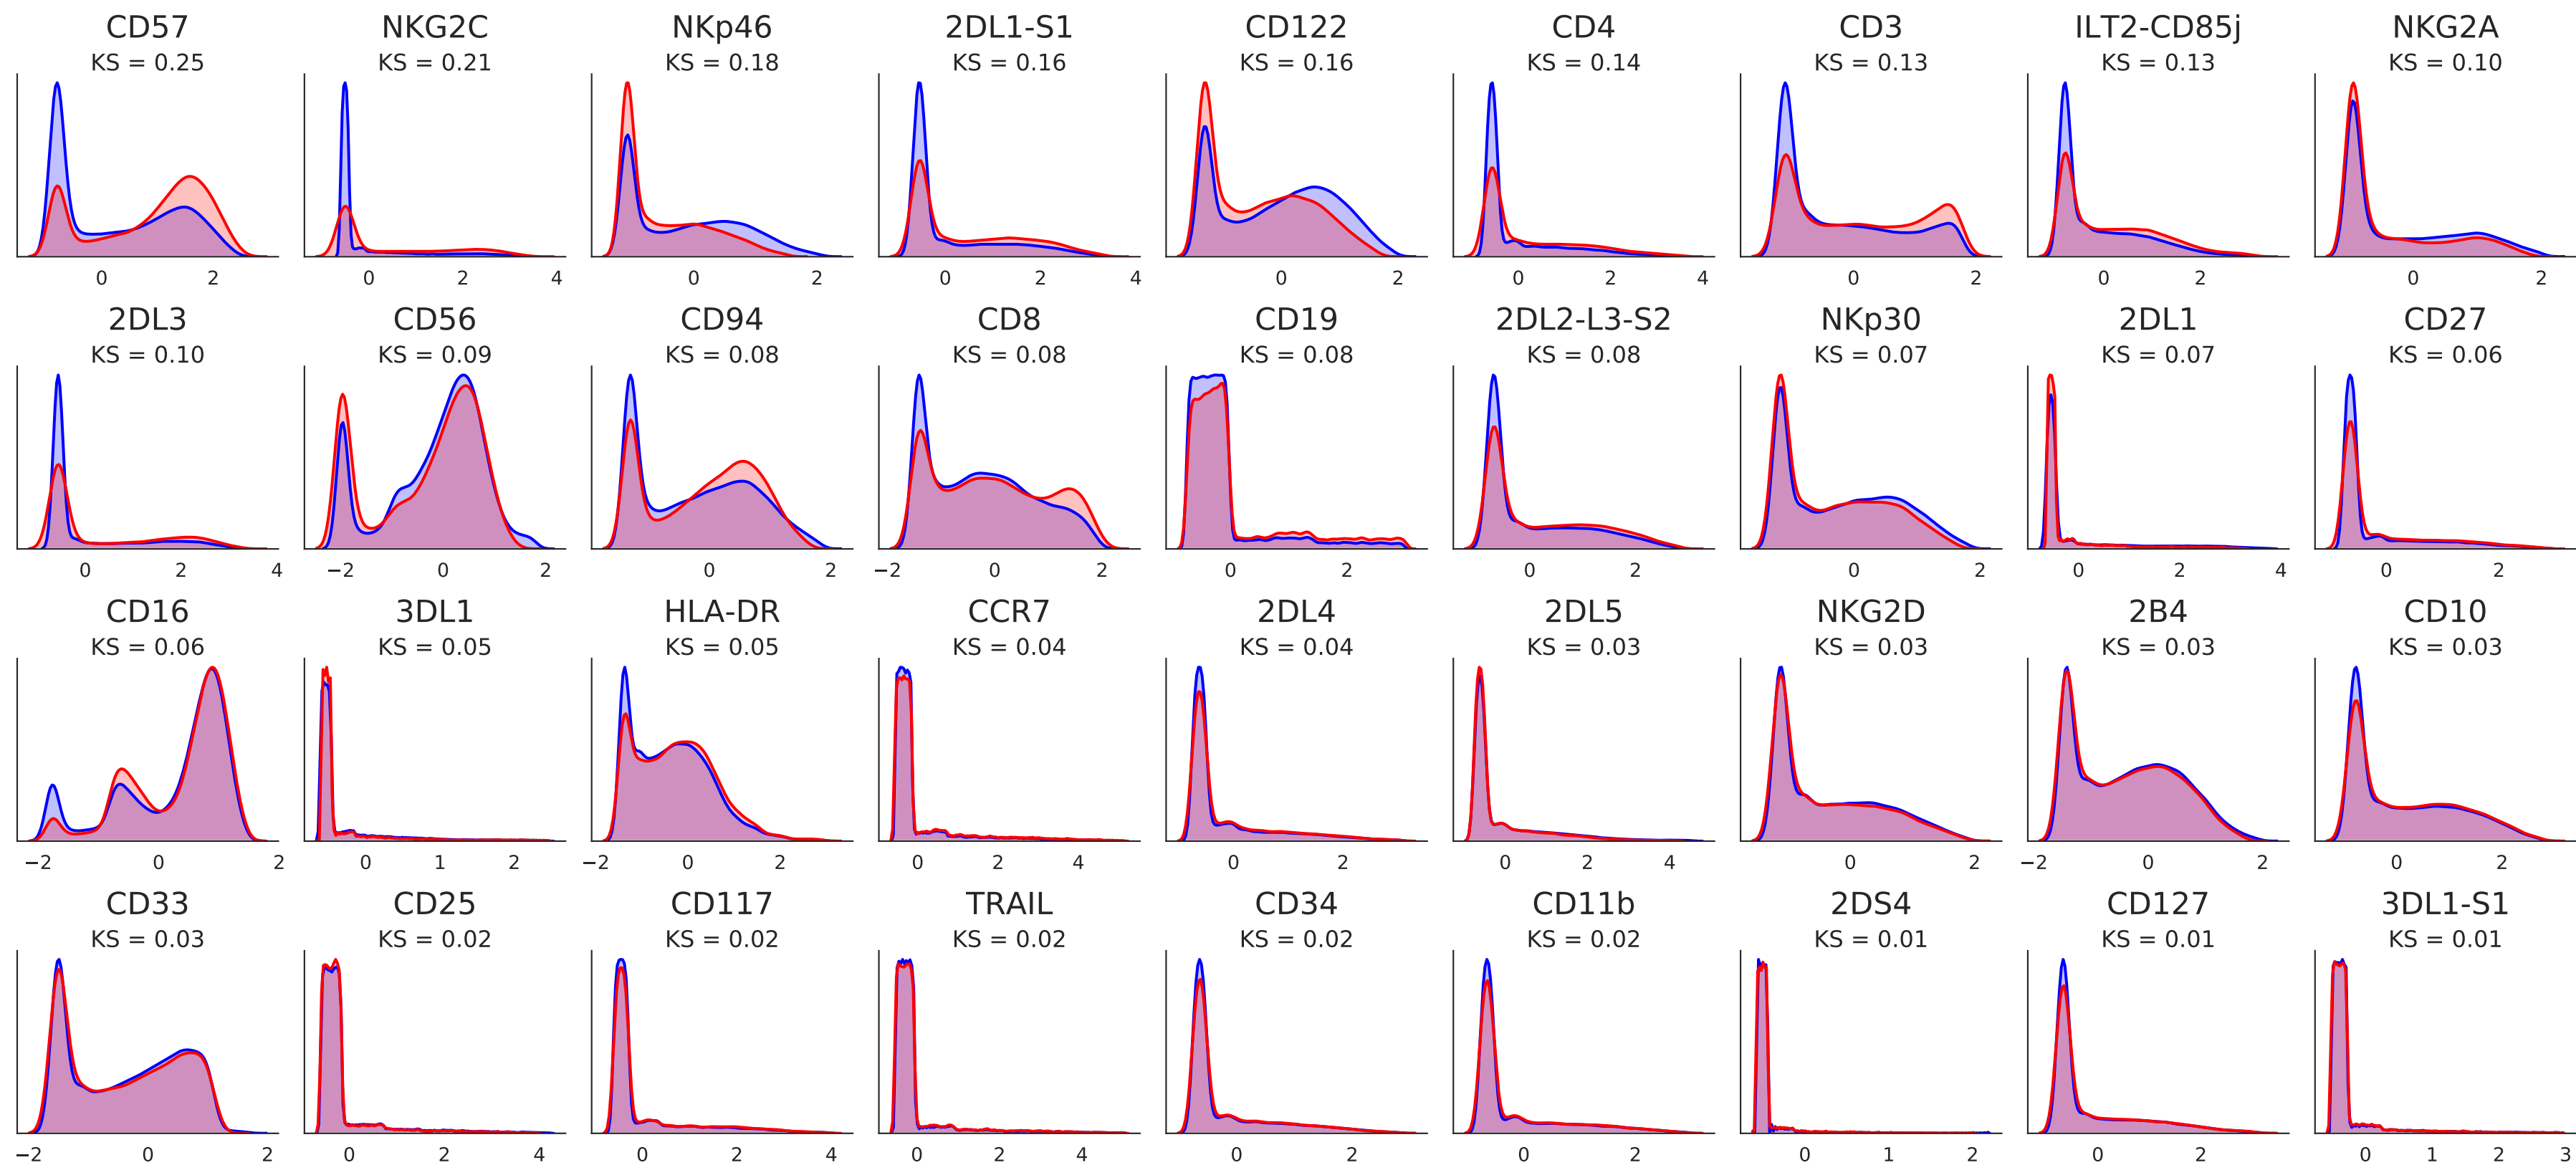 CD57 NKG2C NKp46 2DL1-S1 CD122 CD4 CD3 ILT2-CD85j NKG2A
KS = 0.25 KS = 0.21 KS = 0.18 KS = 0.16 KS = 0.16 KS = 0.14 KS = 0.13 KS = 0.13 KS = 0.10
0 2 0 2 4 0 2 0 2 4 0 2 0 2 4 0 2 0 2 0 2
2DL3 CD56 CD94 CD8 CD19 2DL2-L3-S2 NKp30 2DL1 CD27
KS = 0.10 KS = 0.09 KS = 0.08 KS = 0.08 KS = 0.08 KS = 0.08 KS = 0.07 KS = 0.07 KS = 0.06
0 2 4 −2 0 2 0 2 −2 0 2 0 2 0 2 0 2 0 2 4 0 2
CD16 3DL1 HLA-DR CCR7 2DL4 2DL5 NKG2D 2B4 CD10
KS = 0.06 KS = 0.05 KS = 0.05 KS = 0.04 KS = 0.04 KS = 0.03 KS = 0.03 KS = 0.03 KS = 0.03
−2 0 2 0 1 2 −2 0 2 0 2 4 0 2 0 2 4 0 2 −2 0 2 0 2
CD33 CD25 CD117 TRAIL CD34 CD11b 2DS4 CD127 3DL1-S1
KS = 0.03 KS = 0.02 KS = 0.02 KS = 0.02 KS = 0.02 KS = 0.02 KS = 0.01 KS = 0.01 KS = 0.01
−2 0 2 0 2 4 0 2 4 0 2 4 0 2 0 2 0 1 2 0 2 0 1 2 3